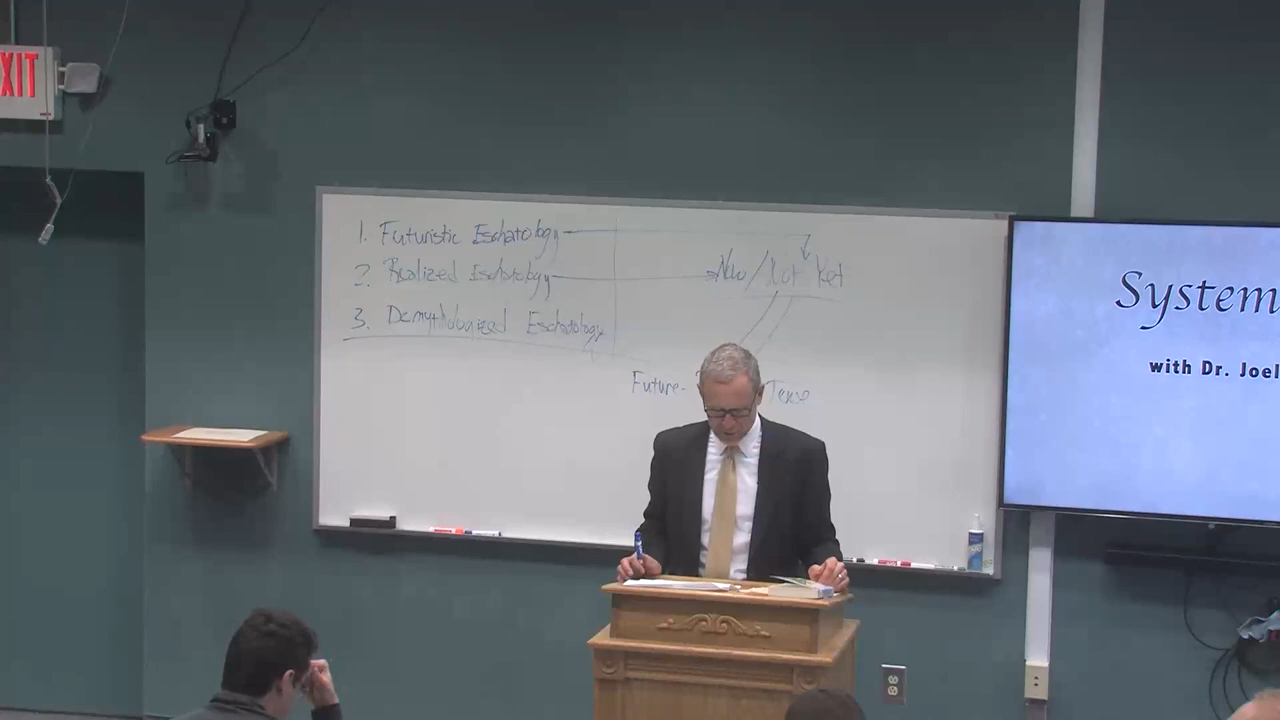 EXIT
1. Futuristic Eschatology
2. Realized Eschatology
Now / Not Yet
3. Demythologized Eschatology
Future-
Tense
System
with Dr. Joel